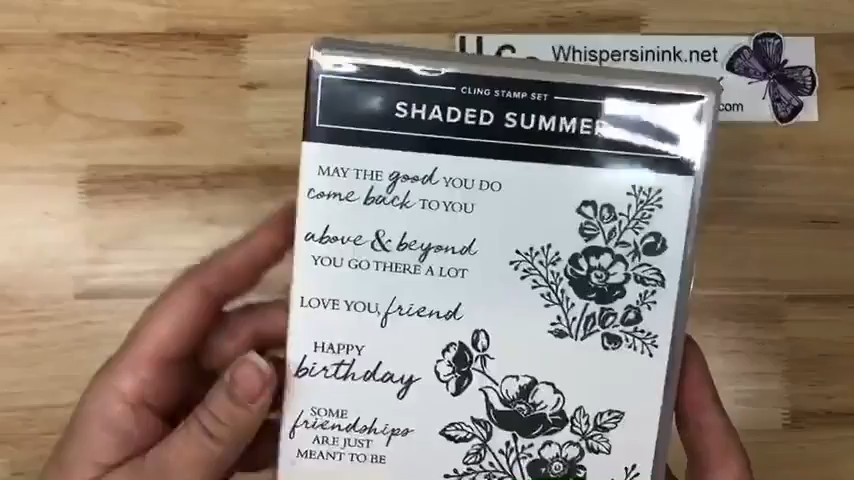 Whispersinink.net
.com
CLING STAMP SET
SHADED SUMMER
MAY THE good YOU DO
come back TO YOU
above & beyond
YOU GO THERE A LOT
LOVE YOU, friend
HAPPY
birthday
SOME
friendships
ARE JUST
MEANT TO BE